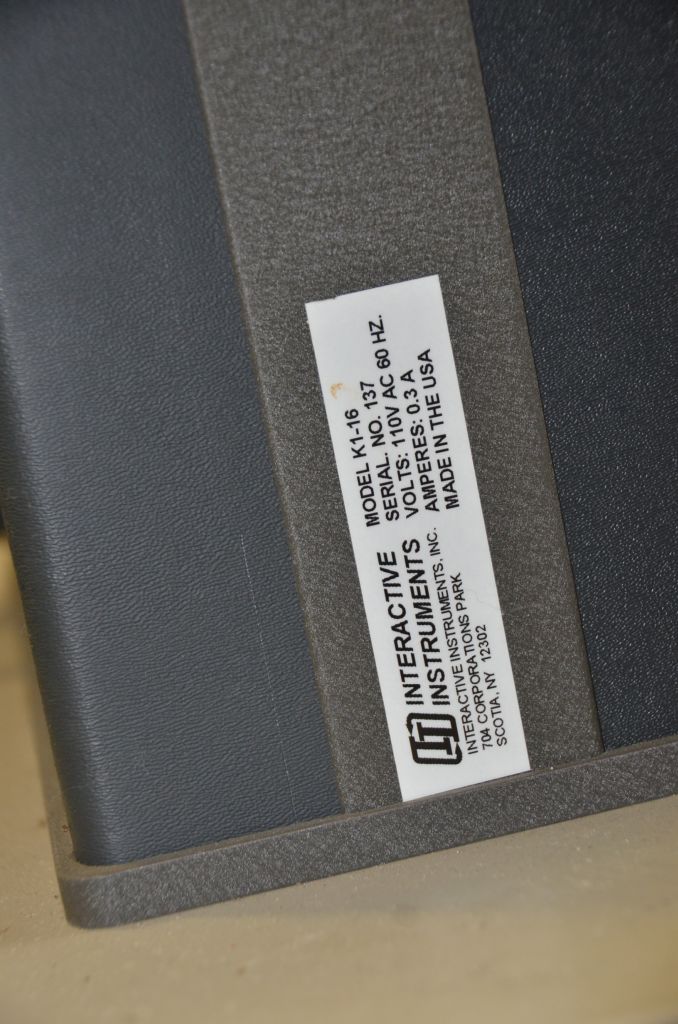 INTERACTIVE
INSTRUMENTS
INTERACTIVE INSTRUMENTS, INC.
704 CORPORATIONS PARK
SCOTIA, NY 12302
MODEL K1-16
SERIAL. NO. 137
VOLTS: 110V AC 60 HZ.
AMPERES: 0.3 A
MADE IN THE USA